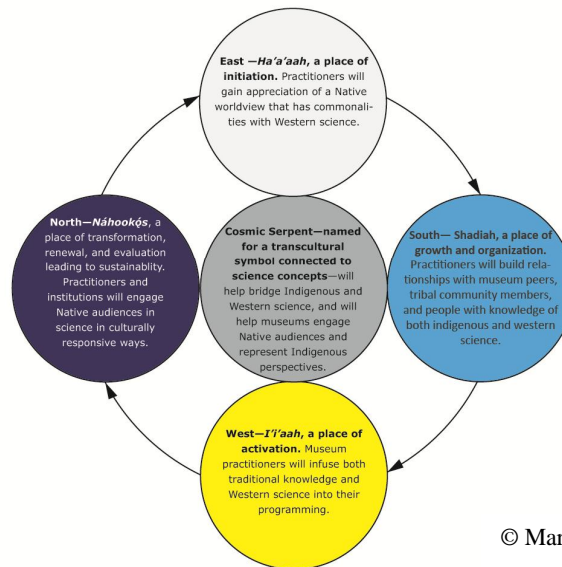 East —Ha'a'aah, a place of
initiation. Practitioners will
gain appreciation of a Native
worldview that has commonali-
ties with Western science.
South— Shadiah, a place of
growth and organization.
Practitioners will build rela-
tionships with museum peers,
tribal community members,
and people with knowledge of
both indigenous and western
science.
West—I'i'aah, a place of
activation. Museum
practitioners will infuse both
traditional knowledge and
Western science into their
programming.
North—Náhookǫ́s, a
place of transformation,
renewal, and evaluation
leading to sustainablity.
Practitioners and
institutions will engage
Native audiences in
science in culturally
responsive ways.
Cosmic Serpent—named
for a transcultural
symbol connected to
science concepts—will
help bridge Indigenous and
Western science, and will
help museums engage
Native audiences and
represent Indigenous
perspectives.
© Mar